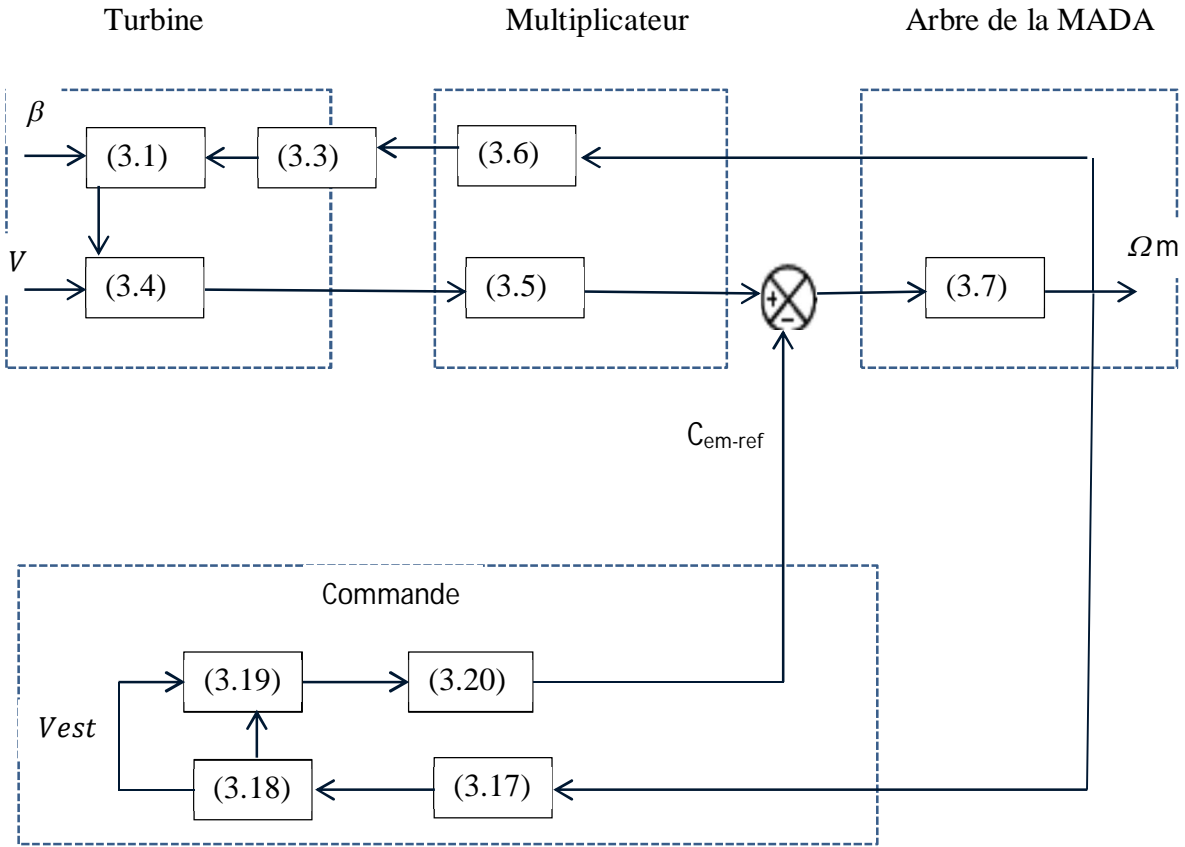 Turbine
Multiplicateur
Arbre de la MADA
β
(3.1)
(3.3)
(3.6)
V
(3.4)
(3.5)
+
−
(3.7)
Ωm
Cem-ref
Commande
(3.19)
(3.20)
Vest
(3.18)
(3.17)